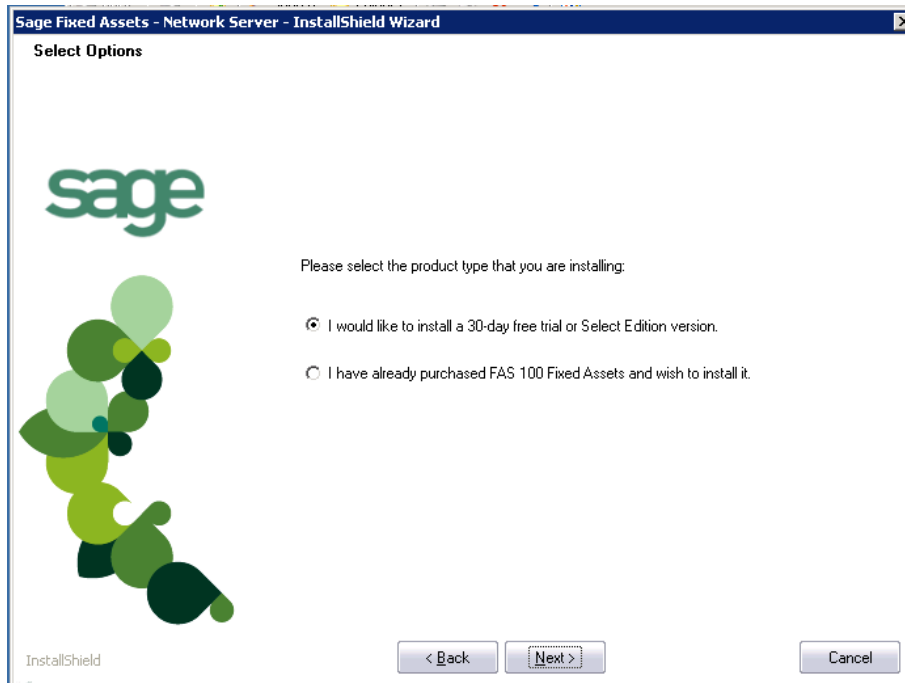 Sage Fixed Assets - Network Server - InstallShield Wizard
Select Options
sage
Please select the product type that you are installing:
I would like to install a 30-day free trial or Select Edition version.
I have already purchased FAS 100 Fixed Assets and wish to install it.
InstallShield
< Back
Next >
Cancel